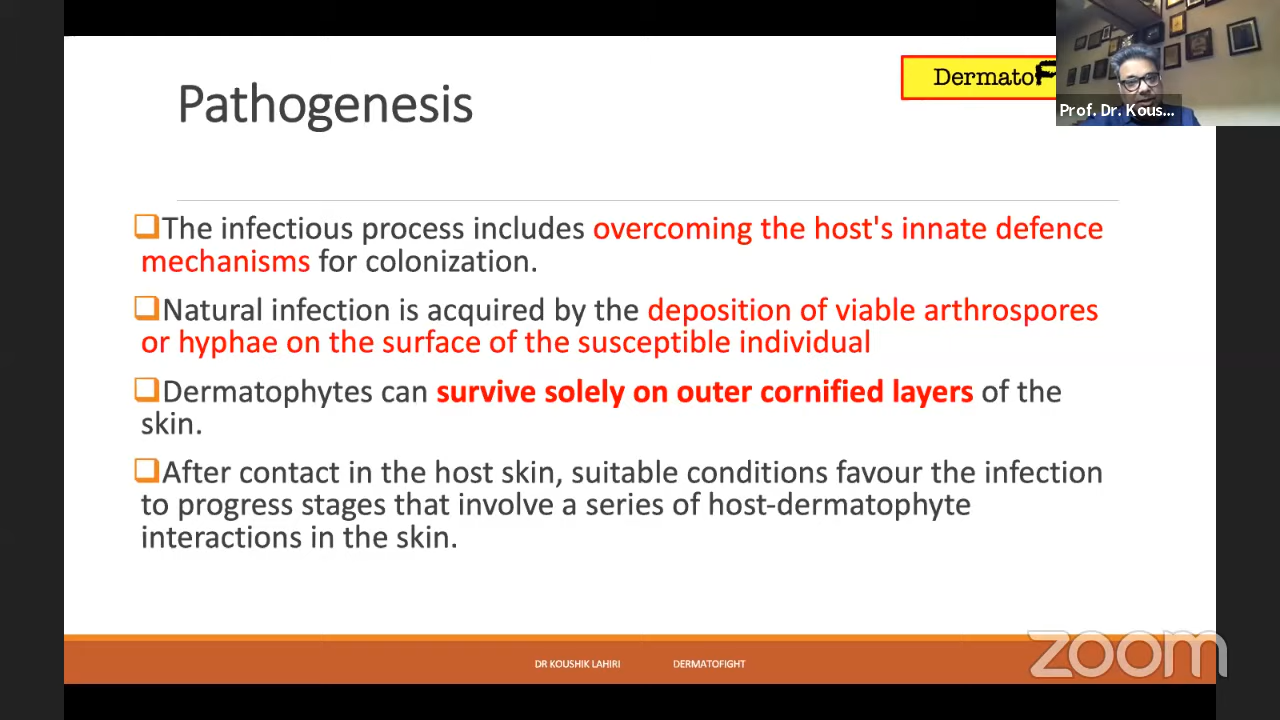 Pathogenesis
DermatoF
Prof. Dr. Kous...
The infectious process includes overcoming the host's innate defence
mechanisms for colonization.
Natural infection is acquired by the deposition of viable arthrospores
or hyphae on the surface of the susceptible individual
Dermatophytes can survive solely on outer cornified layers of the
skin.
After contact in the host skin, suitable conditions favour the infection
to progress stages that involve a series of host-dermatophyte
interactions in the skin.
DR KOUSHIK LAHIRI DERMATOFIGHT
zoom